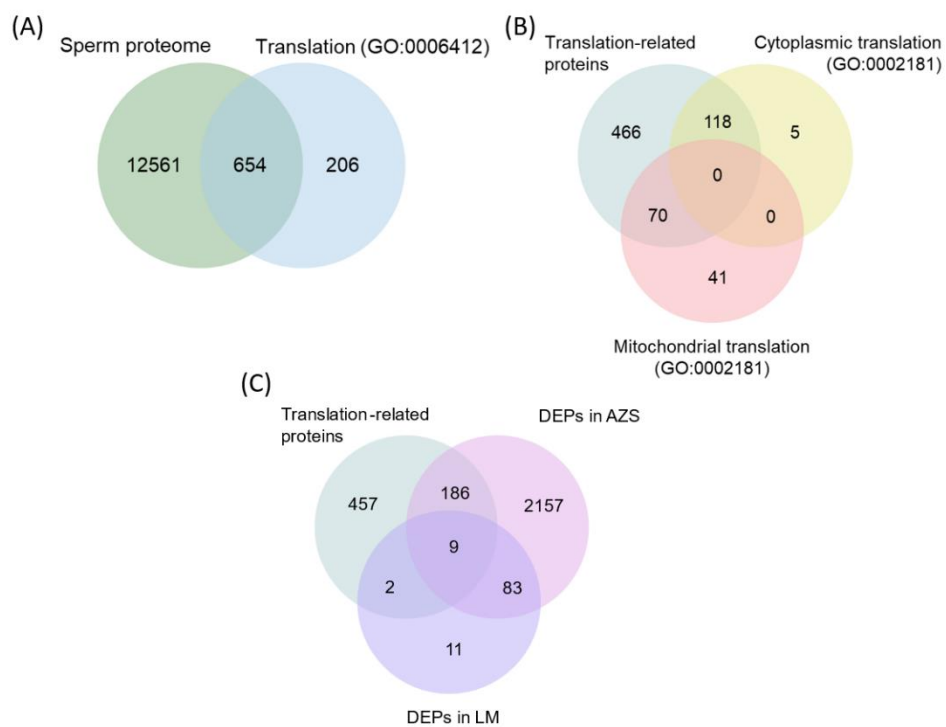 (A)
Sperm proteome
Translation (GO:0006412)
12561
654
206
(B)
Translation-related
proteins
Cytoplasmic translation
(GO:0002181)
466
118
5
0
70
0
41
Mitochondrial translation
(GO:0002181)
(C)
Translation-related
proteins
DEPs in AZS
457
186
2157
9
2
83
11
DEPs in LM